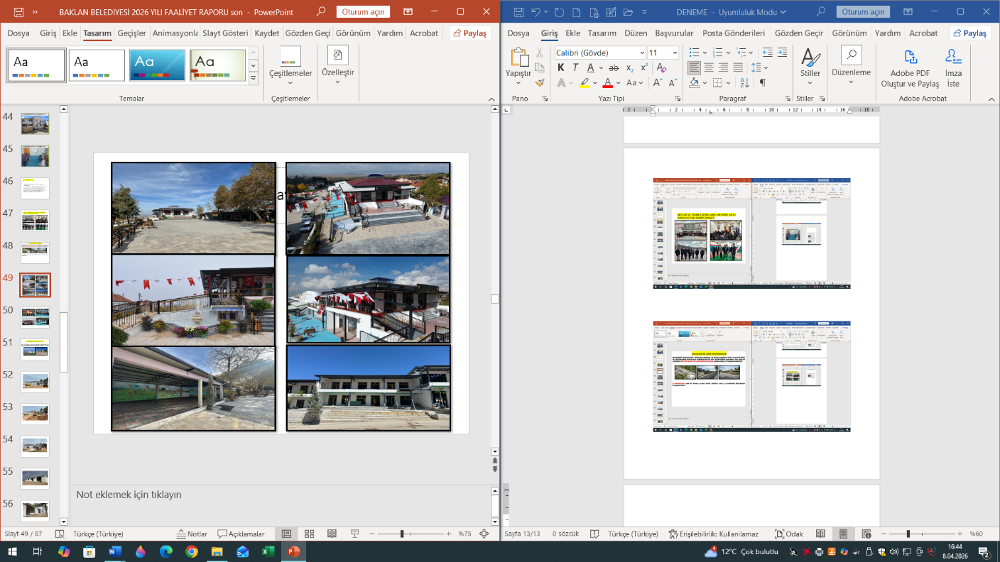 BAKLAN BELEDİYESİ 2026 YILI FAALİYET RAPORU son - PowerPoint
Oturum açın
Dosya Giriş Ekle Tasarım Geçişler Animasyonla Slayt Gösteri Kaydet Gözden Geçi Görünüm Yardım Acrobat Paylaş
Aa Aa Aa Aa
Çeşitlemeler
Özelleştir
Temalar
Çeşitlemeler
44
45
46
47
48
49
50
51
52
53
54
55
56
Not eklemek için tıklayın
Slayt 49 / 87 Türkçe (Türkiye) Notlar Açıklamalar %75
DENEME - Uyumluluk Modu
Oturum açın
Dosya Giriş Ekle Tasarım Düzen Başvurular Posta Gönderileri Gözden Geçir Görünüm Yardım Acrobat Paylaş
Yapıştır
Calibri (Gövde) 11
K T A ab x₂ x²
A A Aa A A
Stiller
Düzenleme
Adobe PDF
Oluştur ve Paylaş
İmza
İste
Pano Yazı Tipi Paragraf Stiller Adobe Acrobat
2 2 4 6 8 10 12 14 16 18
Sayfa 13/13 0 sözcük Türkçe (Türkiye) Erişilebilirlik: Kullanılamaz Odak %60
12°C Çok bulutlu
16:44
8.04.2026